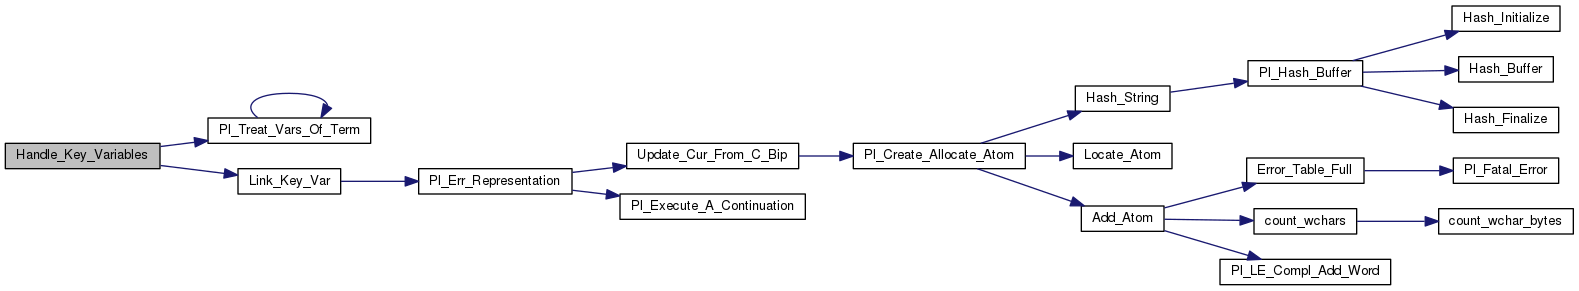 Handle_Key_Variables
Pl_Treat_Vars_Of_Term
Link_Key_Var
Pl_Err_Representation
Update_Cur_From_C_Bip
Pl_Execute_A_Continuation
Pl_Create_Allocate_Atom
Hash_String
Locate_Atom
Add_Atom
Pl_Hash_Buffer
Error_Table_Full
count_wchars
Pl_LE_Compl_Add_Word
Hash_Initialize
Hash_Buffer
Hash_Finalize
Pl_Fatal_Error
count_wchar_bytes